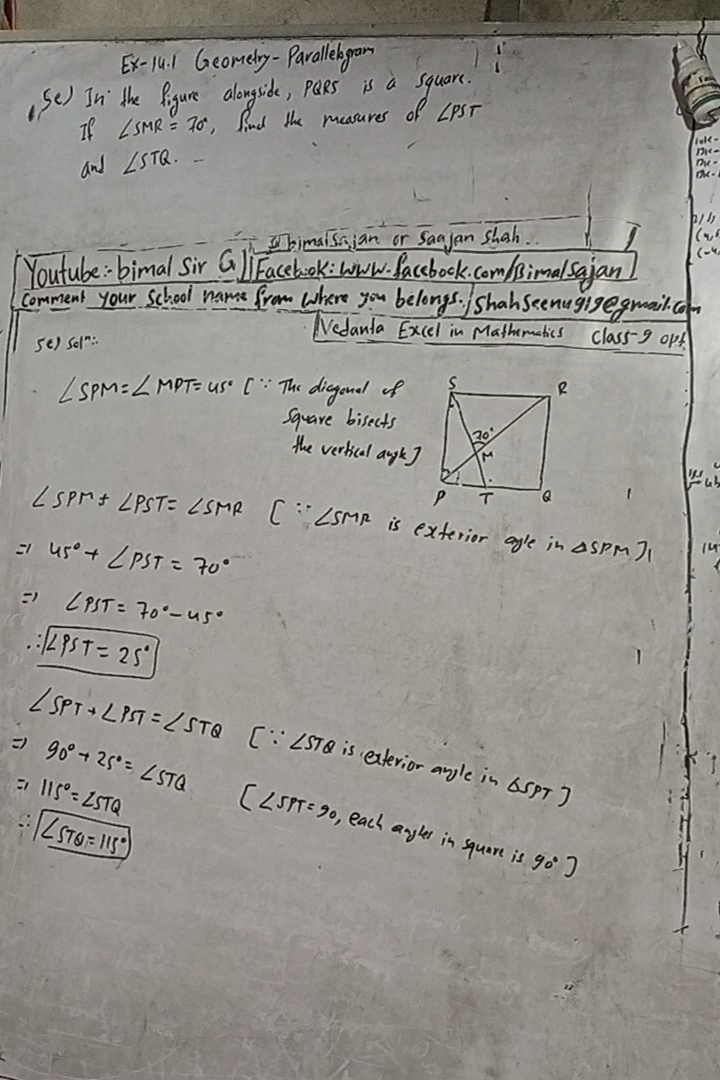 Ex-14.1 Geometry-Parallelogram
5e) In the figure alongside, PQRS is a square.
If ∠SMR = 70°, find the measures of ∠PST
and ∠STQ.
bimalsajan or Saajan Shah..
Youtube:- bimal Sir G
Facebook: www.facebook.com/Bimalsajan
Comment your School name from where you belongs.
shahseenu919@gmail.com
Vedanta Excel in Mathematics Class-9 opt
5e) solⁿ:-
∠SPM = ∠MPT = 45° [∵ The diagonal of
square bisects
the vertical angle]
S R
70°
M
P T Q
∠SPM + ∠PST = ∠SMR [∵ ∠SMR is exterior agle in ΔSPM]
⇒ 45° + ∠PST = 70°
⇒ ∠PST = 70° - 45°
∴ ∠PST = 25°
∠SPT + ∠PST = ∠STQ [∵ ∠STQ is exterior angle in ΔSPT]
⇒ 90° + 25° = ∠STQ [∠SPT = 90, each angles in square is 90°]
⇒ 115° = ∠STQ
∴ ∠STQ = 115°